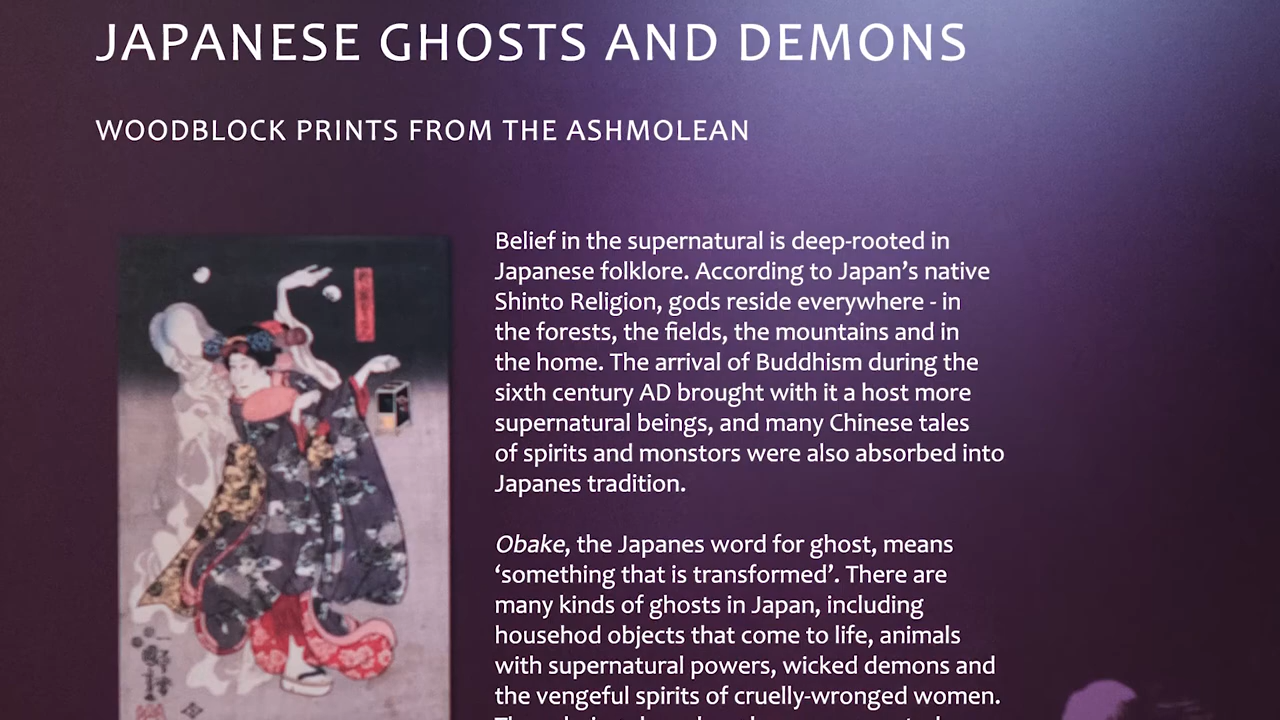 JAPANESE GHOSTS AND DEMONS
WOODBLOCK PRINTS FROM THE ASHMOLEAN
Belief in the supernatural is deep-rooted in
Japanese folklore. According to Japan's native
Shinto Religion, gods reside everywhere - in
the forests, the fields, the mountains and in
the home. The arrival of Buddhism during the
sixth century AD brought with it a host more
supernatural beings, and many Chinese tales
of spirits and monstors were also absorbed into
Japanes tradition.
Obake, the Japanes word for ghost, means
‘something that is transformed’. There are
many kinds of ghosts in Japan, including
househod objects that come to life, animals
with supernatural powers, wicked demons and
the vengeful spirits of cruelly-wronged women.